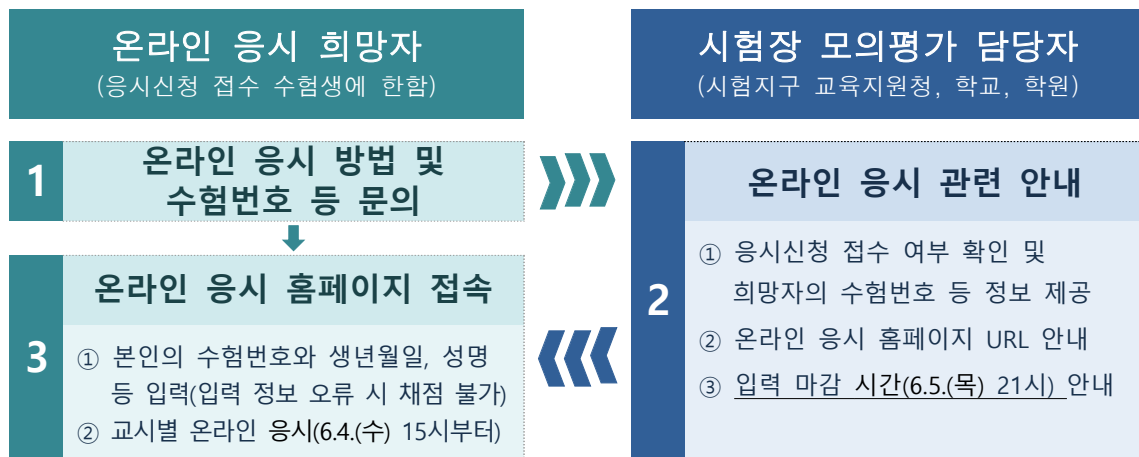 온라인 응시 희망자
(응시신청 접수 수험생에 한함)
시험장 모의평가 담당자
(시험지구 교육지원청, 학교, 학원)
1
온라인 응시 방법 및
수험번호 등 문의
2
온라인 응시 관련 안내
① 응시신청 접수 여부 확인 및
희망자의 수험번호 등 정보 제공
② 온라인 응시 홈페이지 URL 안내
③ 입력 마감 시간(6.5.(목) 21시) 안내
3
온라인 응시 홈페이지 접속
① 본인의 수험번호와 생년월일, 성명
등 입력(입력 정보 오류 시 채점 불가)
② 교시별 온라인 응시(6.4.(수) 15시부터)